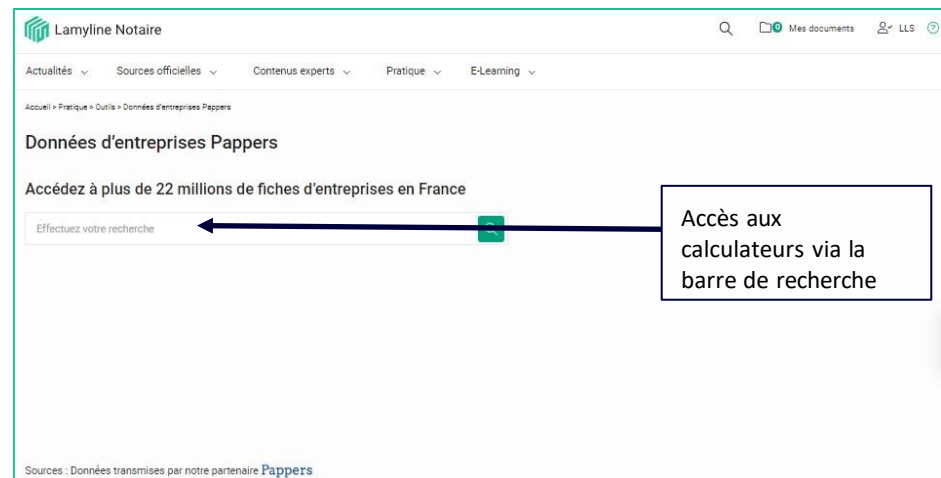 Lamyline Notaire
0 Mes documents LLS ?
Actualités Sources officielles Contenus experts Pratique E-Learning
Accueil » Pratique » Outils » Données d'entreprises Pappers
Données d'entreprises Pappers
Accédez à plus de 22 millions de fiches d'entreprises en France
Effectuez votre recherche
Accès aux
calculateurs via la
barre de recherche
Sources : Données transmises par notre partenaire Pappers